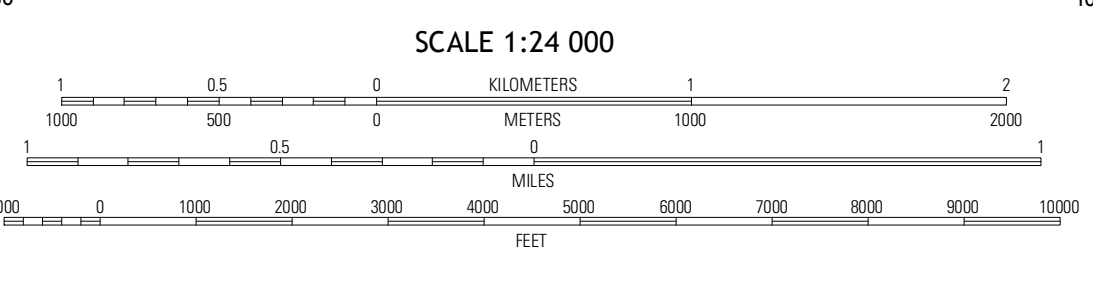 SCALE 1:24 000
1 0.5 0 KILOMETERS 1 2
1000 500 0 METERS 1000 2000
1 0.5 0 1
MILES
0 1000 2000 3000 4000 5000 6000 7000 8000 9000 10000
FEET